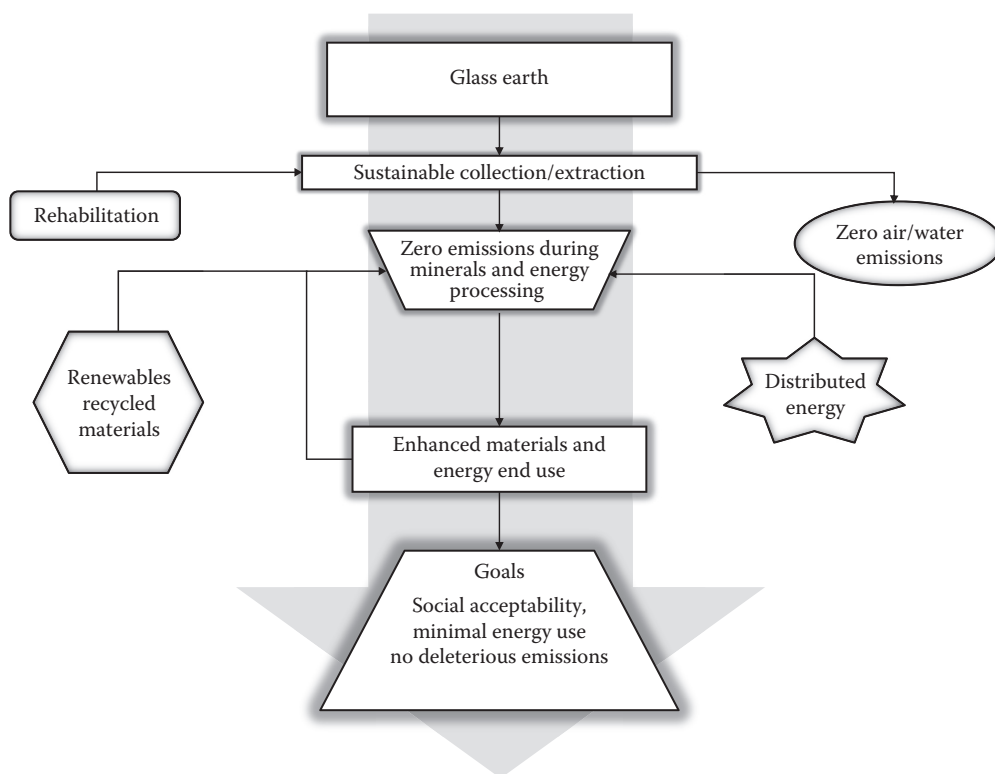 Glass earth
Sustainable collection/extraction
Rehabilitation
Zero air/water
emissions
Zero emissions during
minerals and energy
processing
Renewables
recycled
materials
Distributed
energy
Enhanced materials and
energy end use
Goals
Social acceptability,
minimal energy use
no deleterious emissions